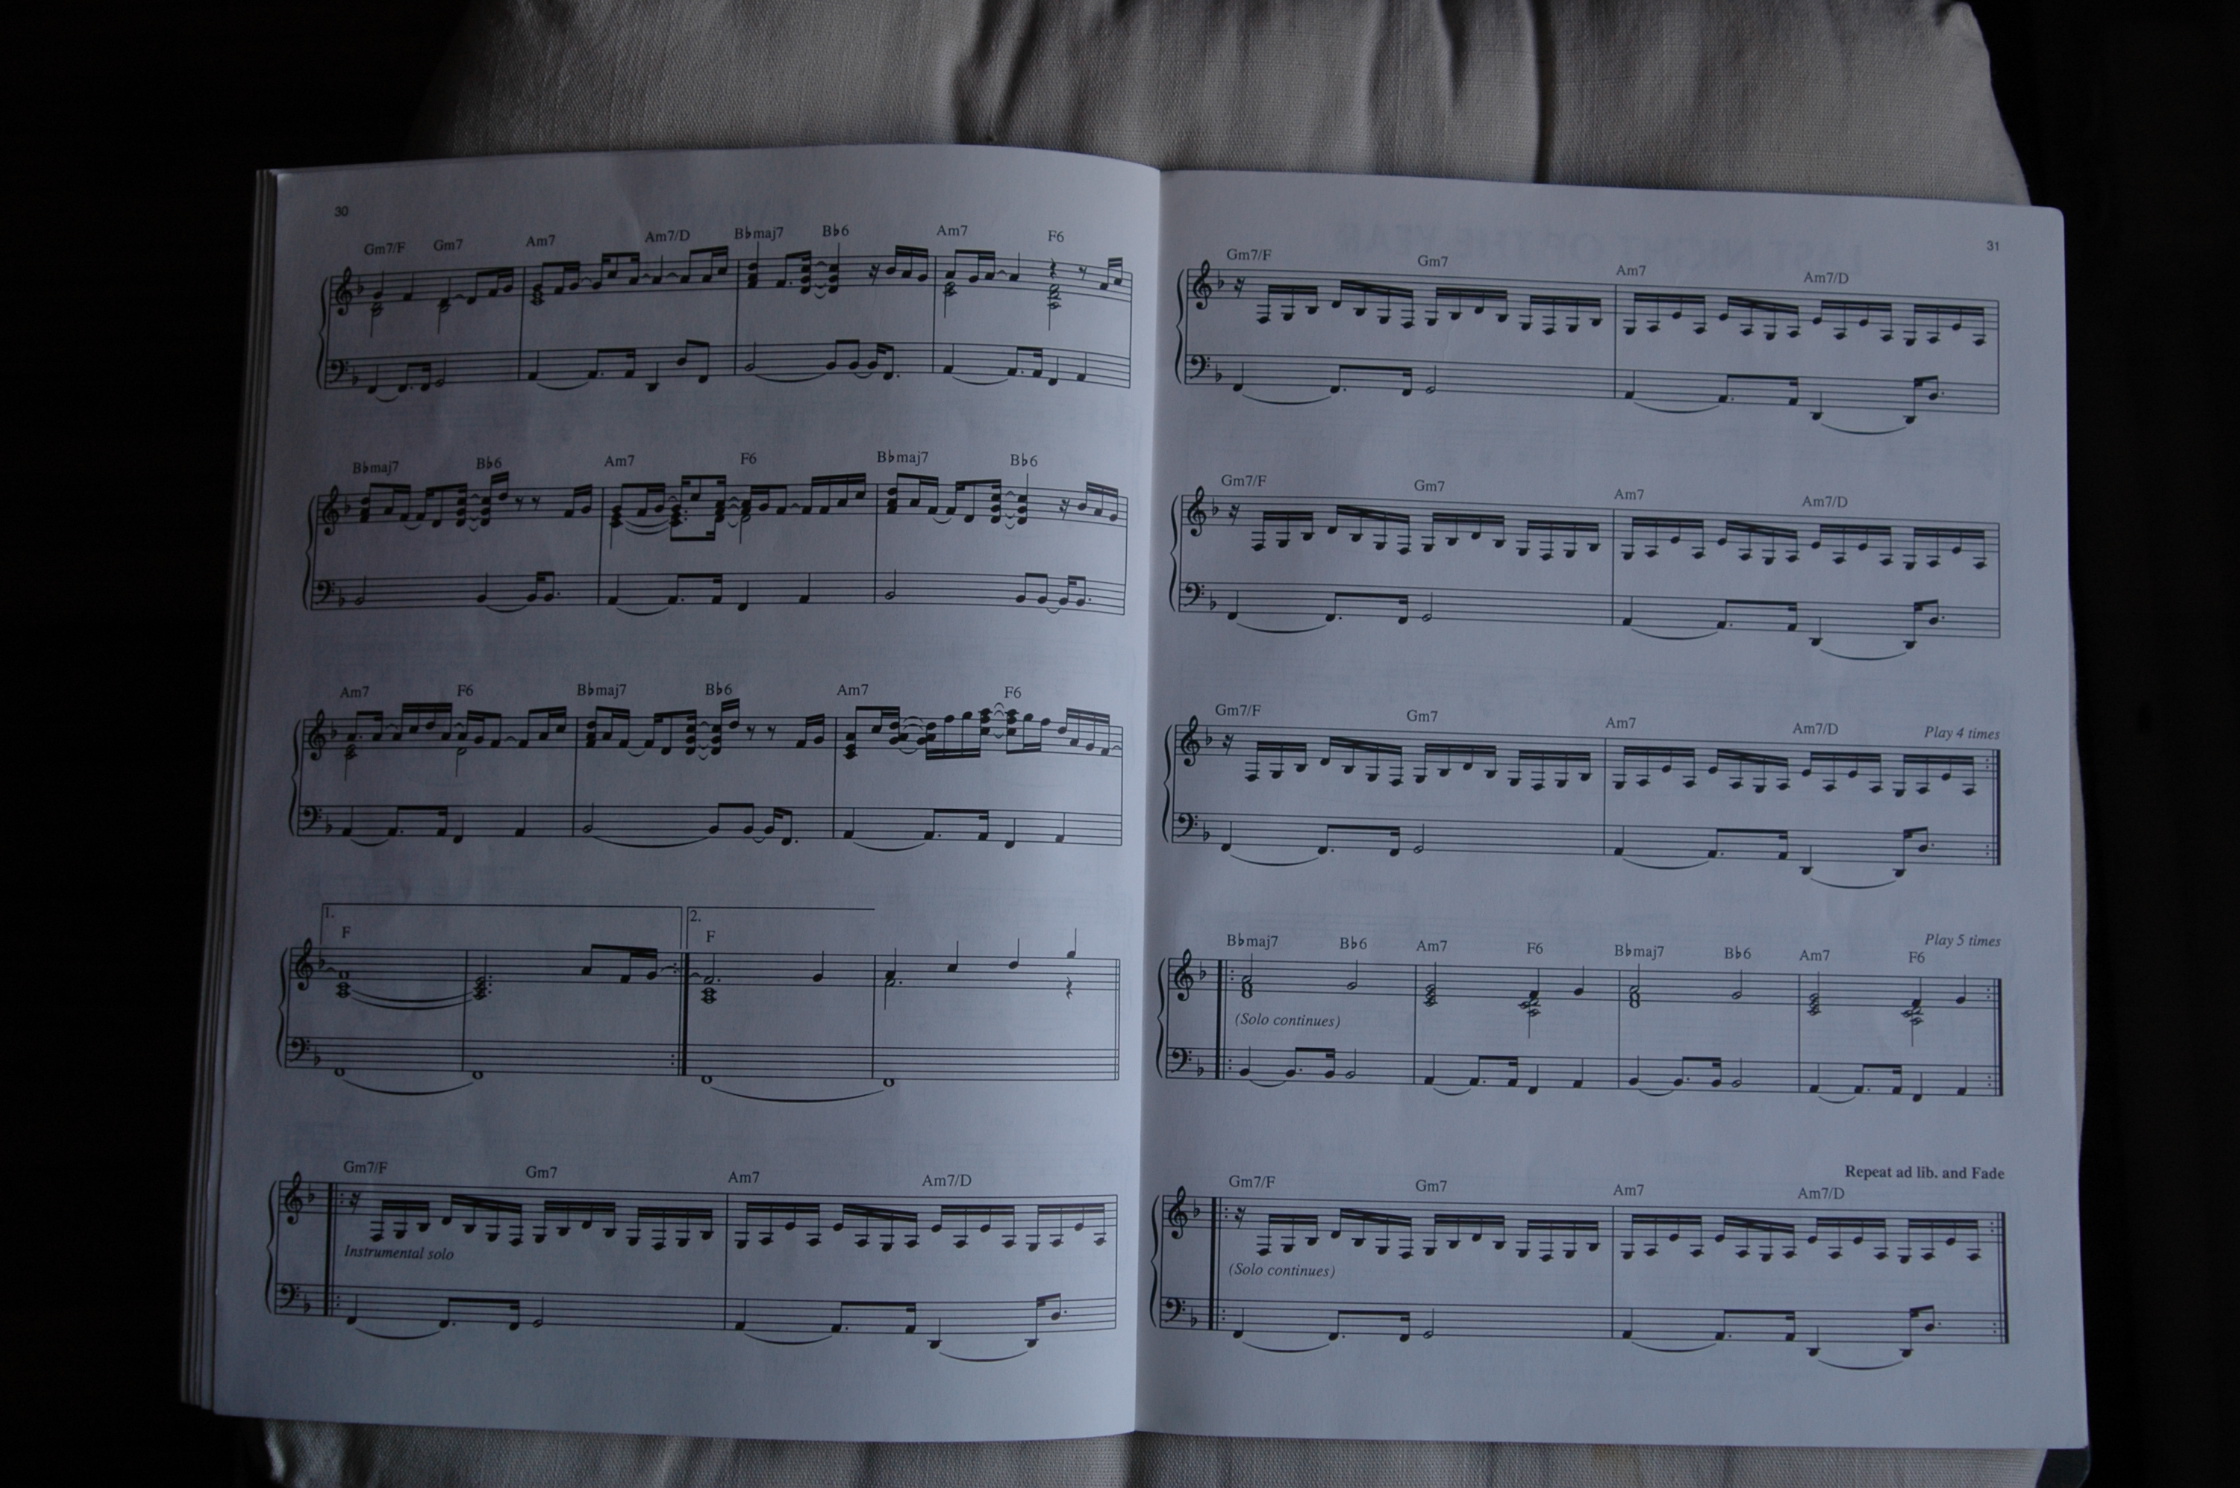 30
Gm7/F Gm7 Am7 Am7/D B♭maj7 B♭6 Am7 F6
B♭maj7 B♭6 Am7 F6 B♭maj7 B♭6
Am7 F6 B♭maj7 B♭6 Am7 F6
1. 2.
F F
Gm7/F Gm7 Am7 Am7/D
Instrumental solo
31
Gm7/F Gm7 Am7 Am7/D
Gm7/F Gm7 Am7 Am7/D
Gm7/F Gm7 Am7 Am7/D Play 4 times
Play 5 times
B♭maj7 B♭6 Am7 F6 B♭maj7 B♭6 Am7 F6
(Solo continues)
Repeat ad lib. and Fade
Gm7/F Gm7 Am7 Am7/D
(Solo continues)